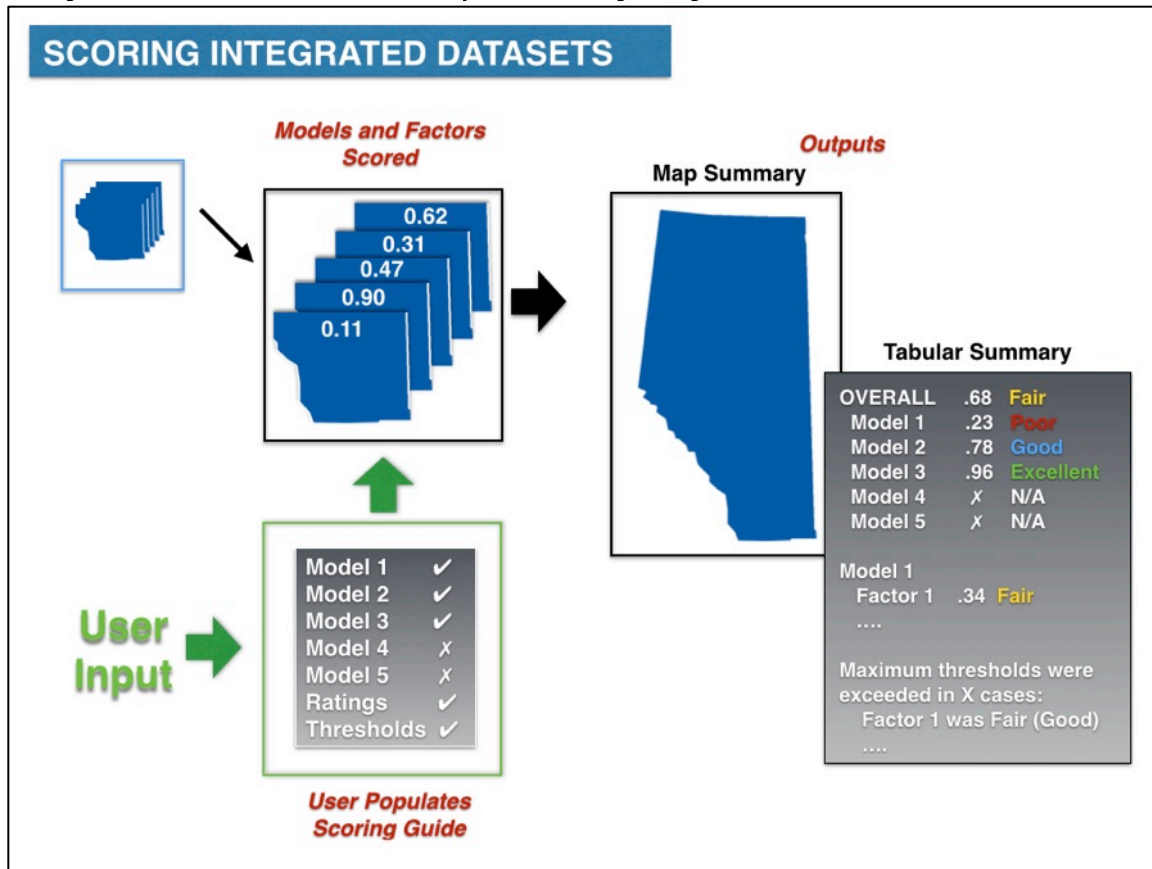 SCORING INTEGRATED DATASETS
Models and Factors
Scored
0.62
0.31
0.47
0.90
0.11
Outputs
Map Summary
Tabular Summary
OVERALL .68 Fair
Model 1 .23 Poor
Model 2 .78 Good
Model 3 .96 Excellent
Model 4 ✗ N/A
Model 5 ✗ N/A
Model 1
Factor 1 .34 Fair
....
Maximum thresholds were
exceeded in X cases:
Factor 1 was Fair (Good)
....
User
Input
Model 1 ✔
Model 2 ✔
Model 3 ✔
Model 4 ✗
Model 5 ✗
Ratings ✔
Thresholds ✔
User Populates
Scoring Guide